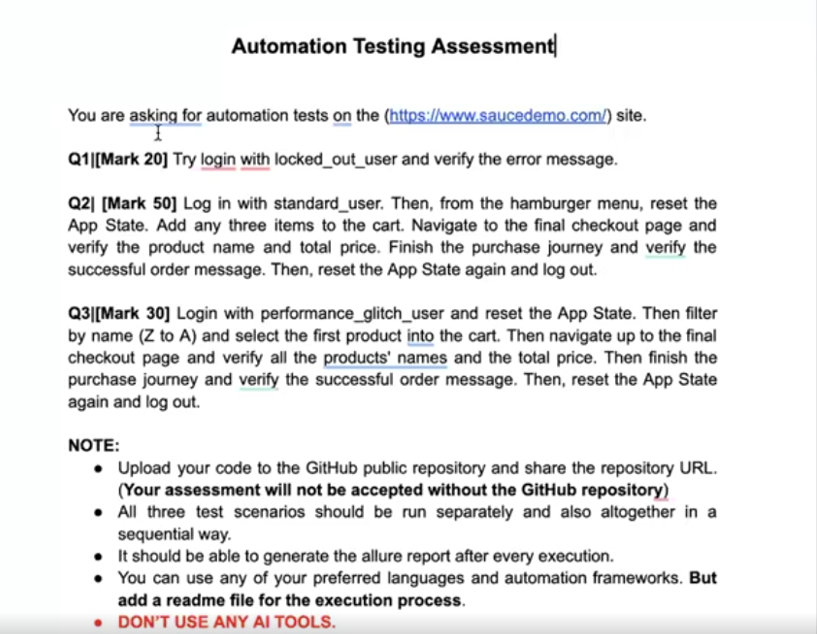 Automation Testing Assessment
You are asking for automation tests on the (https://www.saucedemo.com/) site.
Q1|[Mark 20] Try login with locked_out_user and verify the error message.
Q2| [Mark 50] Log in with standard_user. Then, from the hamburger menu, reset the
App State. Add any three items to the cart. Navigate to the final checkout page and
verify the product name and total price. Finish the purchase journey and verify the
successful order message. Then, reset the App State again and log out.
Q3|[Mark 30] Login with performance_glitch_user and reset the App State. Then filter
by name (Z to A) and select the first product into the cart. Then navigate up to the final
checkout page and verify all the products' names and the total price. Then finish the
purchase journey and verify the successful order message. Then, reset the App State
again and log out.
NOTE:
● Upload your code to the GitHub public repository and share the repository URL.
(Your assessment will not be accepted without the GitHub repository)
● All three test scenarios should be run separately and also altogether in a
sequential way.
● It should be able to generate the allure report after every execution.
● You can use any of your preferred languages and automation frameworks. But
add a readme file for the execution process.
● DON'T USE ANY AI TOOLS.